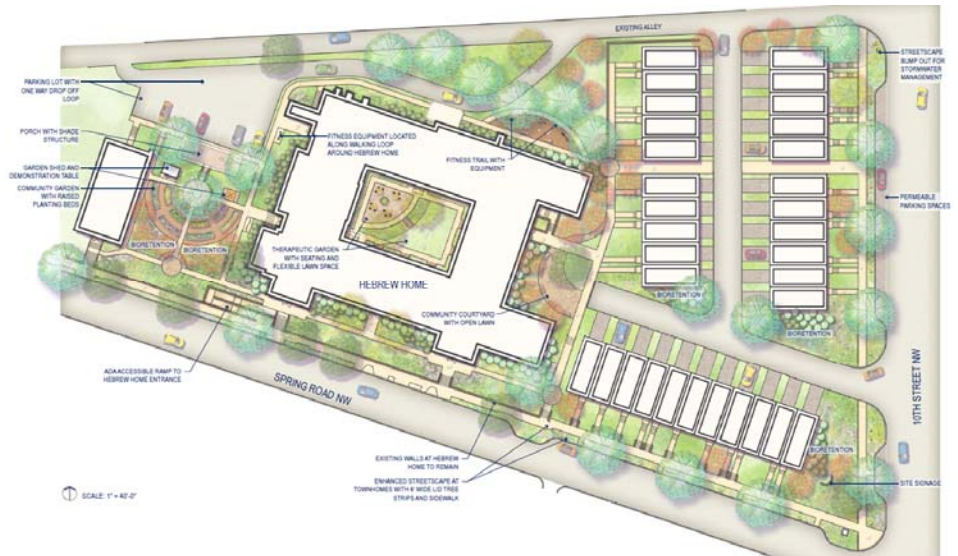 EXISTING ALLEY
STREETSCAPE
BUMP OUT FOR
STORMWATER
MANAGEMENT
PARKING LOT WITH
ONE WAY DROP OFF
LOOP
PORCH WITH SHADE
STRUCTURE
GARDEN SHED AND
DEMONSTRATION TABLE
COMMUNITY GARDEN
WITH RAISED
PLANTING BEDS
FITNESS EQUIPMENT LOCATED
ALONG WALKING LOOP
AROUND HEBREW HOME
FITNESS TRAIL WITH
EQUIPMENT
PERMEABLE
PARKING SPACES
BIORETENTION
BIORETENTION
THERAPEUTIC GARDEN
WITH SEATING AND
FLEXIBLE LAWN SPACE
HEBREW HOME
COMMUNITY COURTYARD
WITH OPEN LAWN
BIORETENTION
BIORETENTION
ADA ACCESSIBLE RAMP TO
HEBREW HOME ENTRANCE
SPRING ROAD NW
10TH STREET NW
EXISTING WALLS AT HEBREW
HOME TO REMAIN
ENHANCED STREETSCAPE AT
TOWNHOMES WITH 6' WIDE LID TREE
STRIPS AND SIDEWALK
BIORETENTION
SITE SIGNAGE
SCALE: 1" = 40'-0"